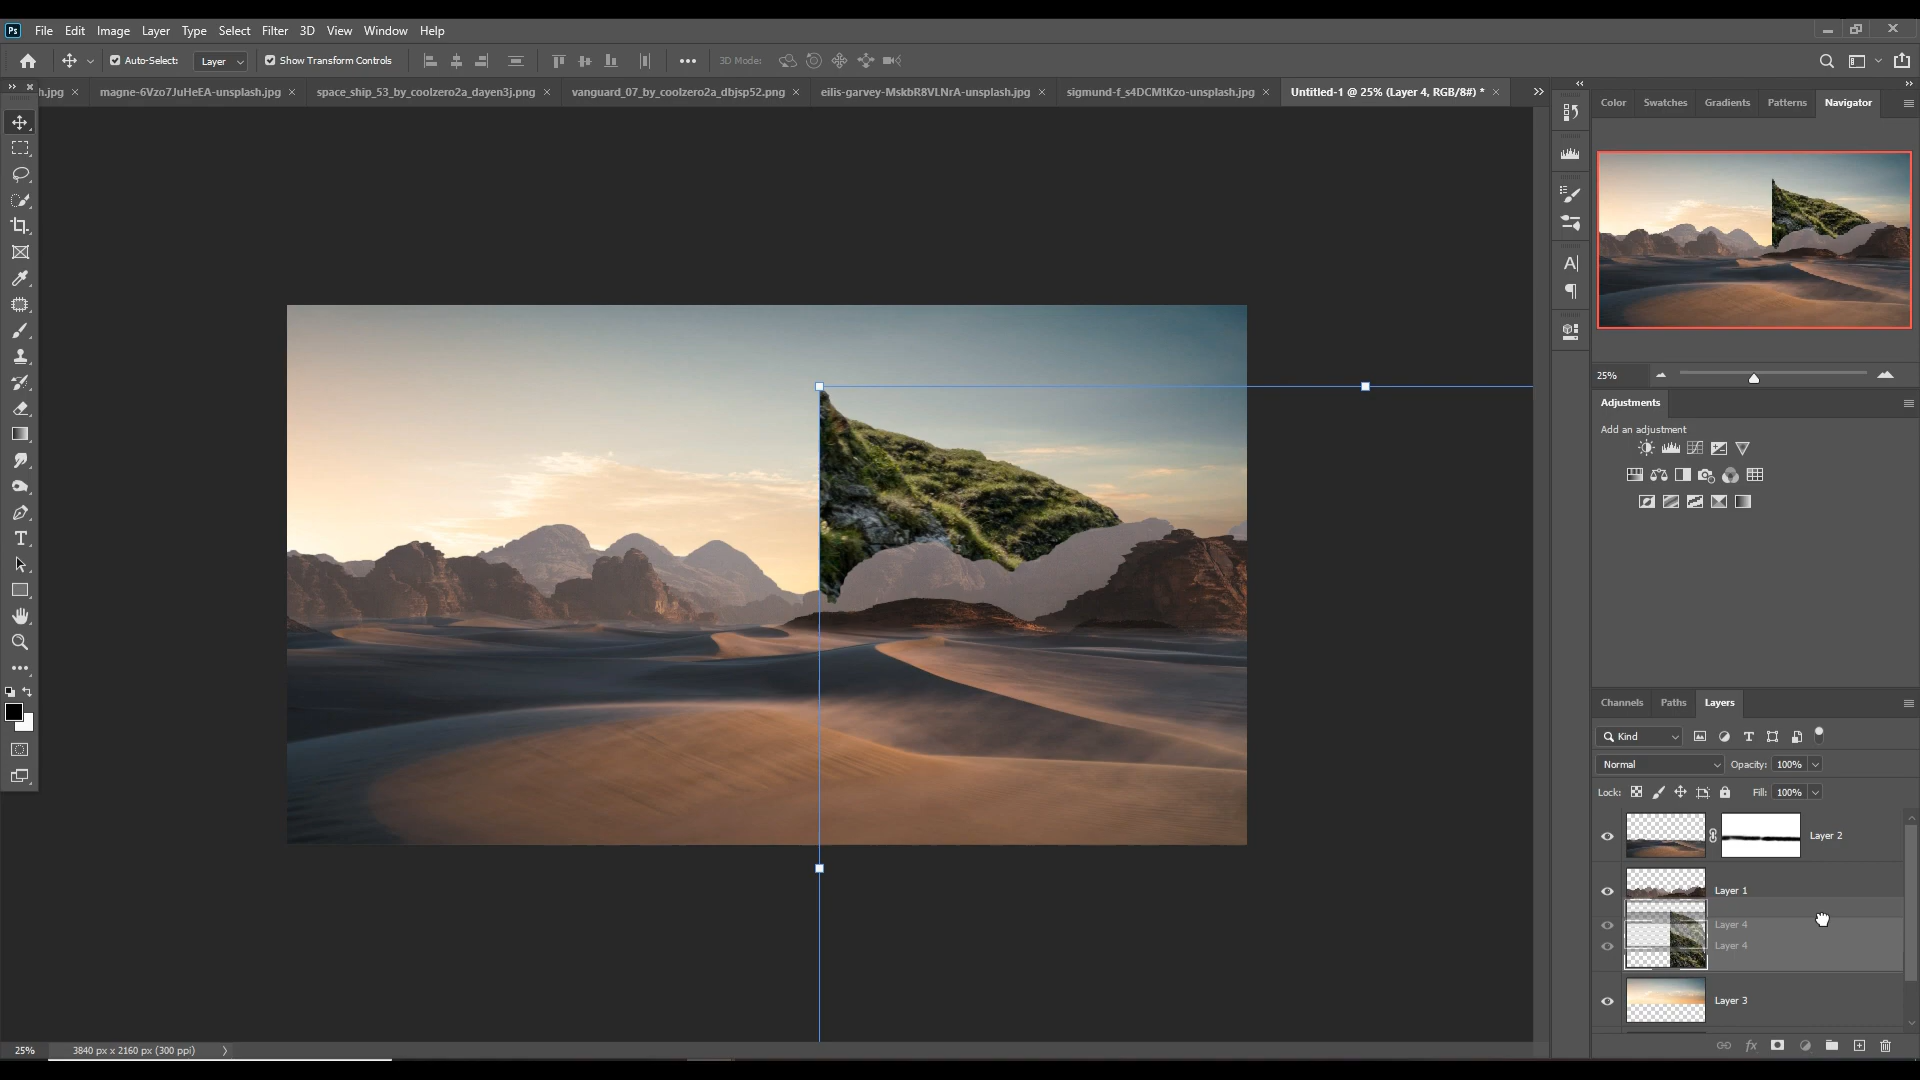 Ps File Edit Image Layer Type Select Filter 3D View Window Help
Auto-Select: Layer Show Transform Controls 3D Mode:
h.jpg magne-6Vzo7JuHeEA-unsplash.jpg space_ship_53_by_coolzero2a_dayen3j.png vanguard_07_by_coolzero2a_dbjsp52.png eilis-garvey-MskbR8VLNrA-unsplash.jpg sigmund-f_s4DCMtKzo-unsplash.jpg Untitled-1 @ 25% (Layer 4, RGB/8#) *
Color Swatches Gradients Patterns Navigator
25%
Adjustments
Add an adjustment
Channels Paths Layers
Kind
Normal Opacity: 100%
Lock: Fill: 100%
Layer 2
Layer 1
Layer 4
Layer 4
Layer 3
25% 3840 px x 2160 px (300 ppi)